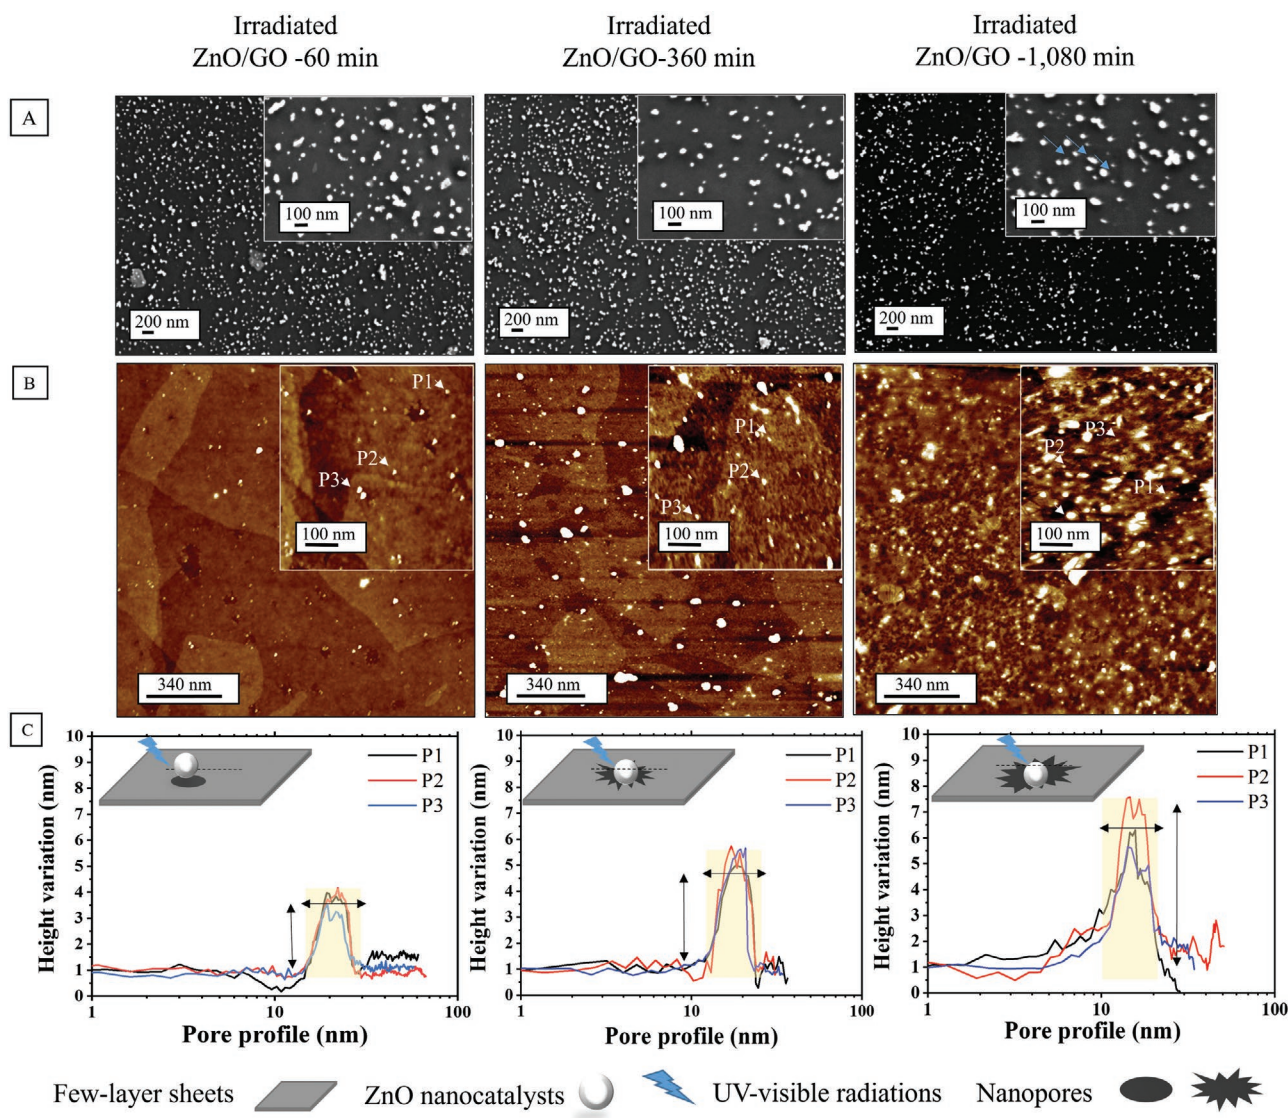 Irradiated
ZnO/GO -60 min
Irradiated
ZnO/GO-360 min
Irradiated
ZnO/GO -1,080 min
A
100 nm
200 nm
100 nm
200 nm
100 nm
200 nm
B
P1
P2
P3
100 nm
340 nm
P1
P2
P3
100 nm
340 nm
P3
P2
P1
100 nm
340 nm
C
Height variation (nm)
10
9
8
7
6
5
4
3
2
1
0
P1
P2
P3
1
10
100
Pore profile (nm)
Height variation (nm)
10
9
8
7
6
5
4
3
2
1
0
P1
P2
P3
1
10
100
Pore profile (nm)
Height variation (nm)
10
9
8
7
6
5
4
3
2
1
0
P1
P2
P3
1
10
100
Pore profile (nm)
Few-layer sheets ZnO nanocatalysts UV-visible radiations Nanopores